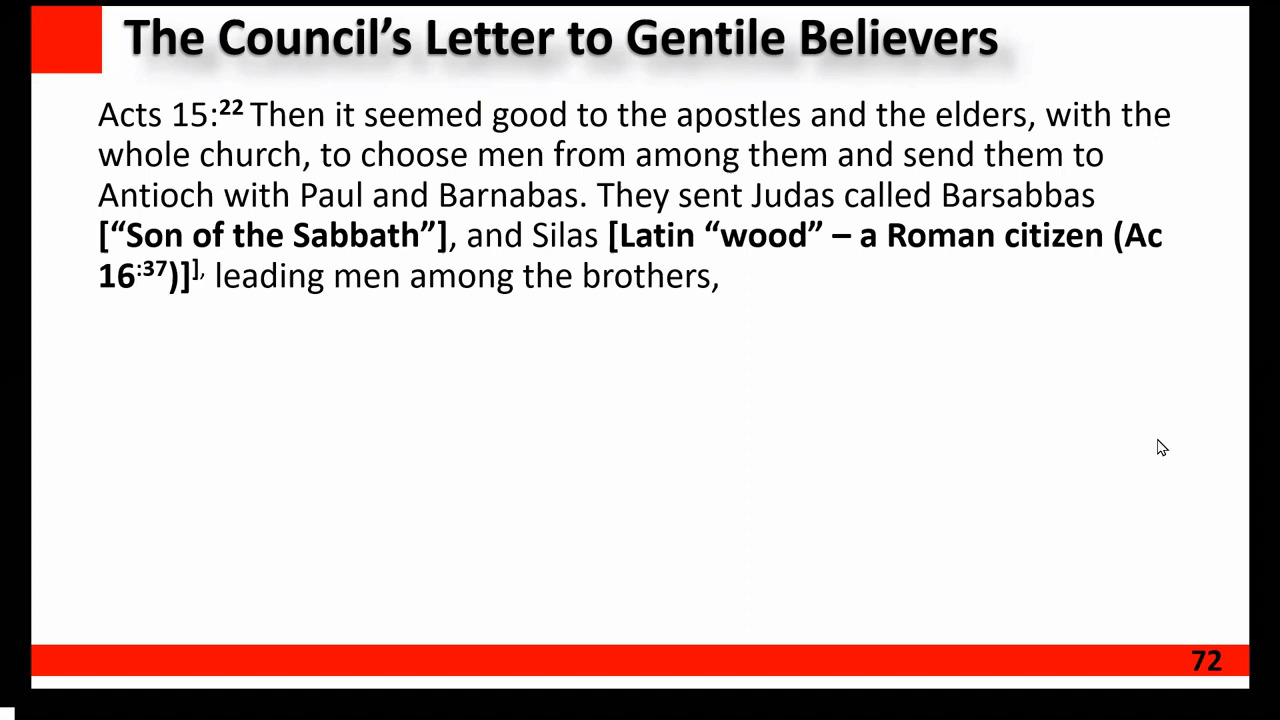 The Council’s Letter to Gentile Believers
Acts 15:22 Then it seemed good to the apostles and the elders, with the
whole church, to choose men from among them and send them to
Antioch with Paul and Barnabas. They sent Judas called Barsabbas
[“Son of the Sabbath”], and Silas [Latin “wood” – a Roman citizen (Ac
16:37)]], leading men among the brothers,
72